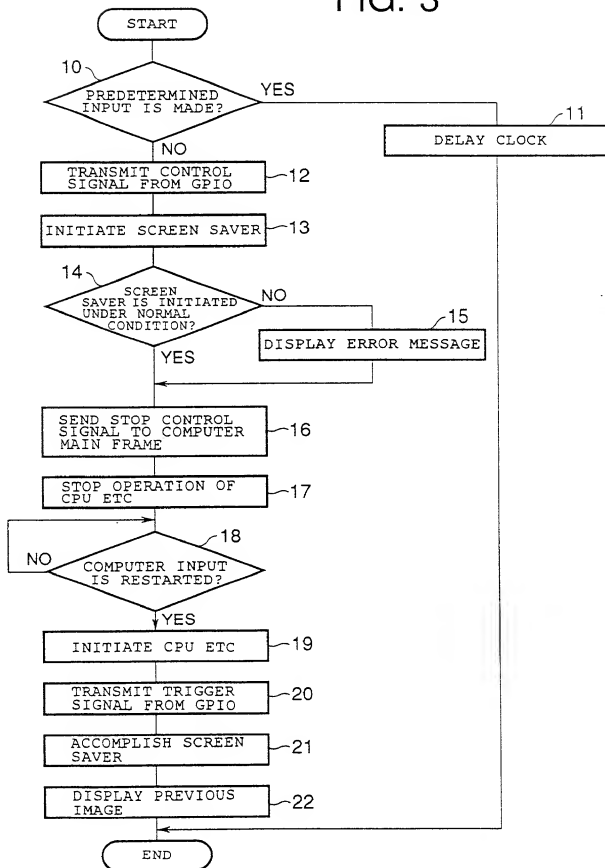 FIG. 3
START
10
PREDETERMINED
INPUT IS MADE?
YES
11
DELAY CLOCK
NO
TRANSMIT CONTROL
SIGNAL FROM GPIO
12
INITIATE SCREEN SAVER
13
14
SCREEN
SAVER IS INITIATED
UNDER NORMAL
CONDITION?
NO
15
DISPLAY ERROR MESSAGE
YES
SEND STOP CONTROL
SIGNAL TO COMPUTER
MAIN FRAME
16
STOP OPERATION OF
CPU ETC
17
18
NO
COMPUTER INPUT
IS RESTARTED?
YES
INITIATE CPU ETC
19
TRANSMIT TRIGGER
SIGNAL FROM GPIO
20
ACCOMPLISH SCREEN
SAVER
21
DISPLAY PREVIOUS
IMAGE
22
END